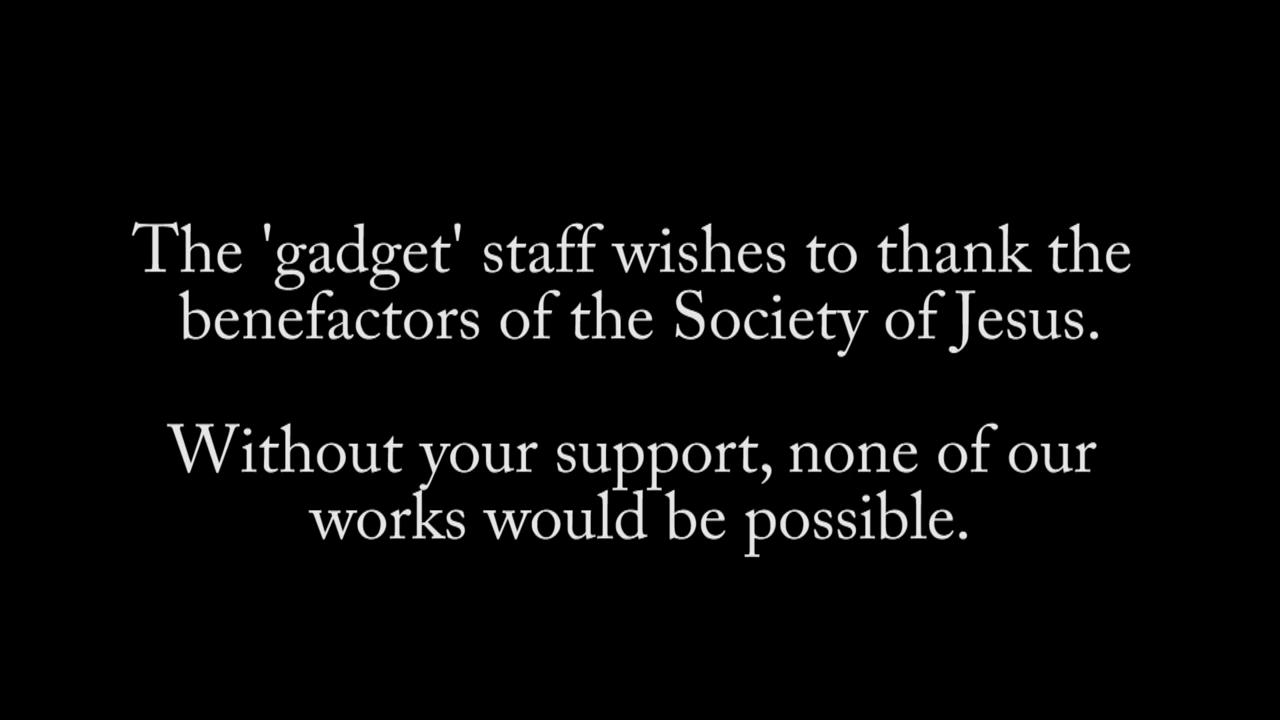 The 'gadget' staff wishes to thank the
benefactors of the Society of Jesus.
Without your support, none of our
works would be possible.